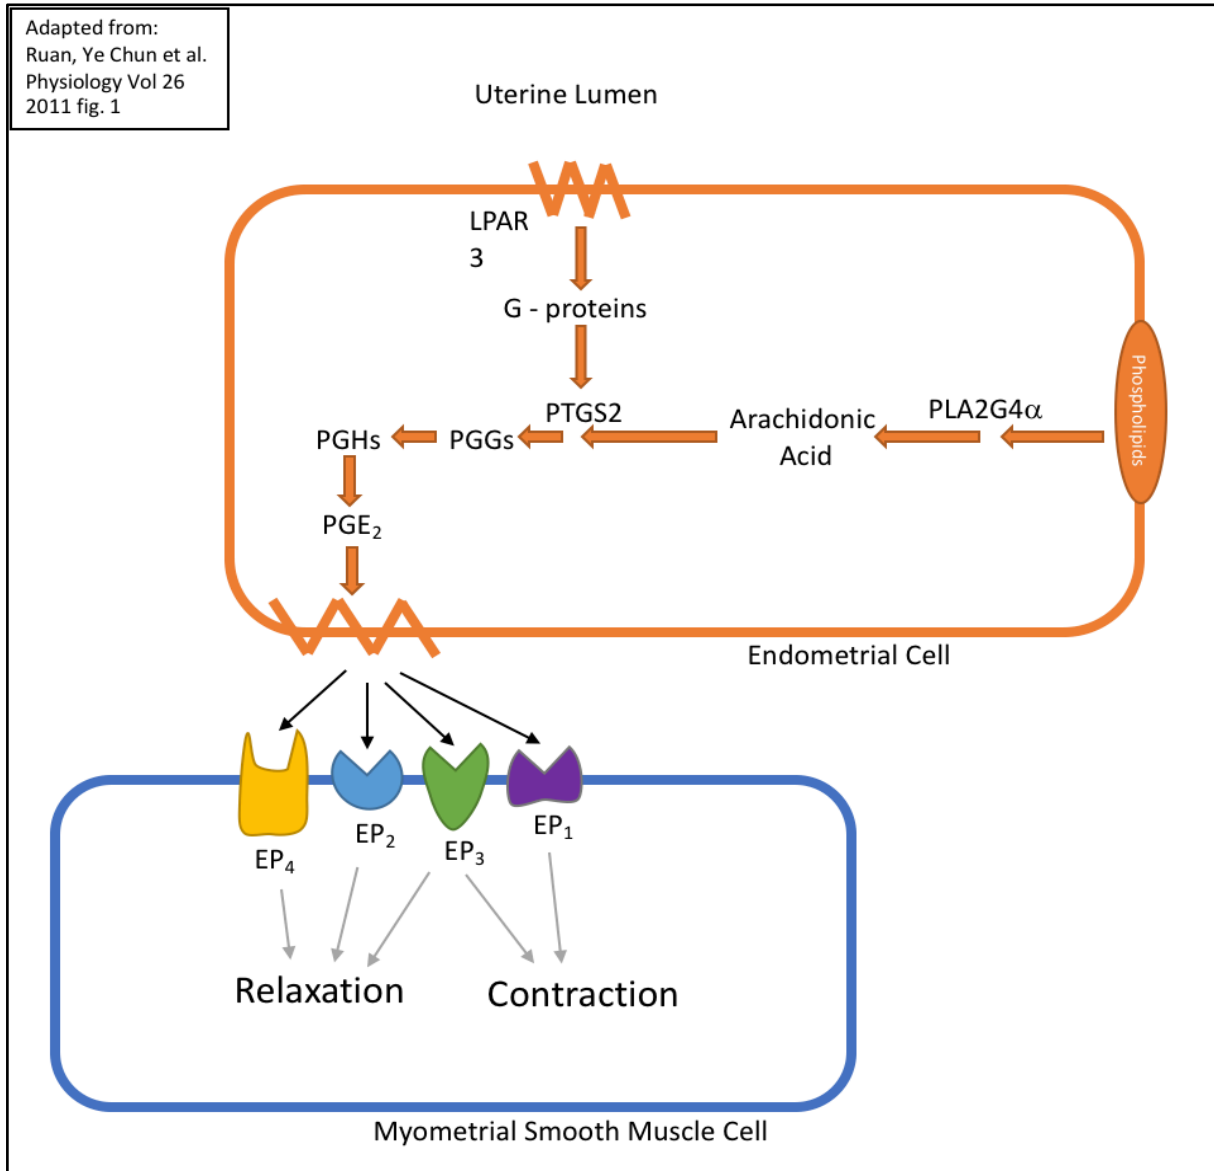 Adapted from:
Ruan, Ye Chun et al.
Physiology Vol 26
2011 fig. 1
Uterine Lumen
LPAR
3
G - proteins
Phospholipids
PTGS2
PLA2G4α
Arachidonic
Acid
PGHs
PGGs
PGE₂
Endometrial Cell
EP₄
EP₂
EP₃
EP₁
Relaxation
Contraction
Myometrial Smooth Muscle Cell